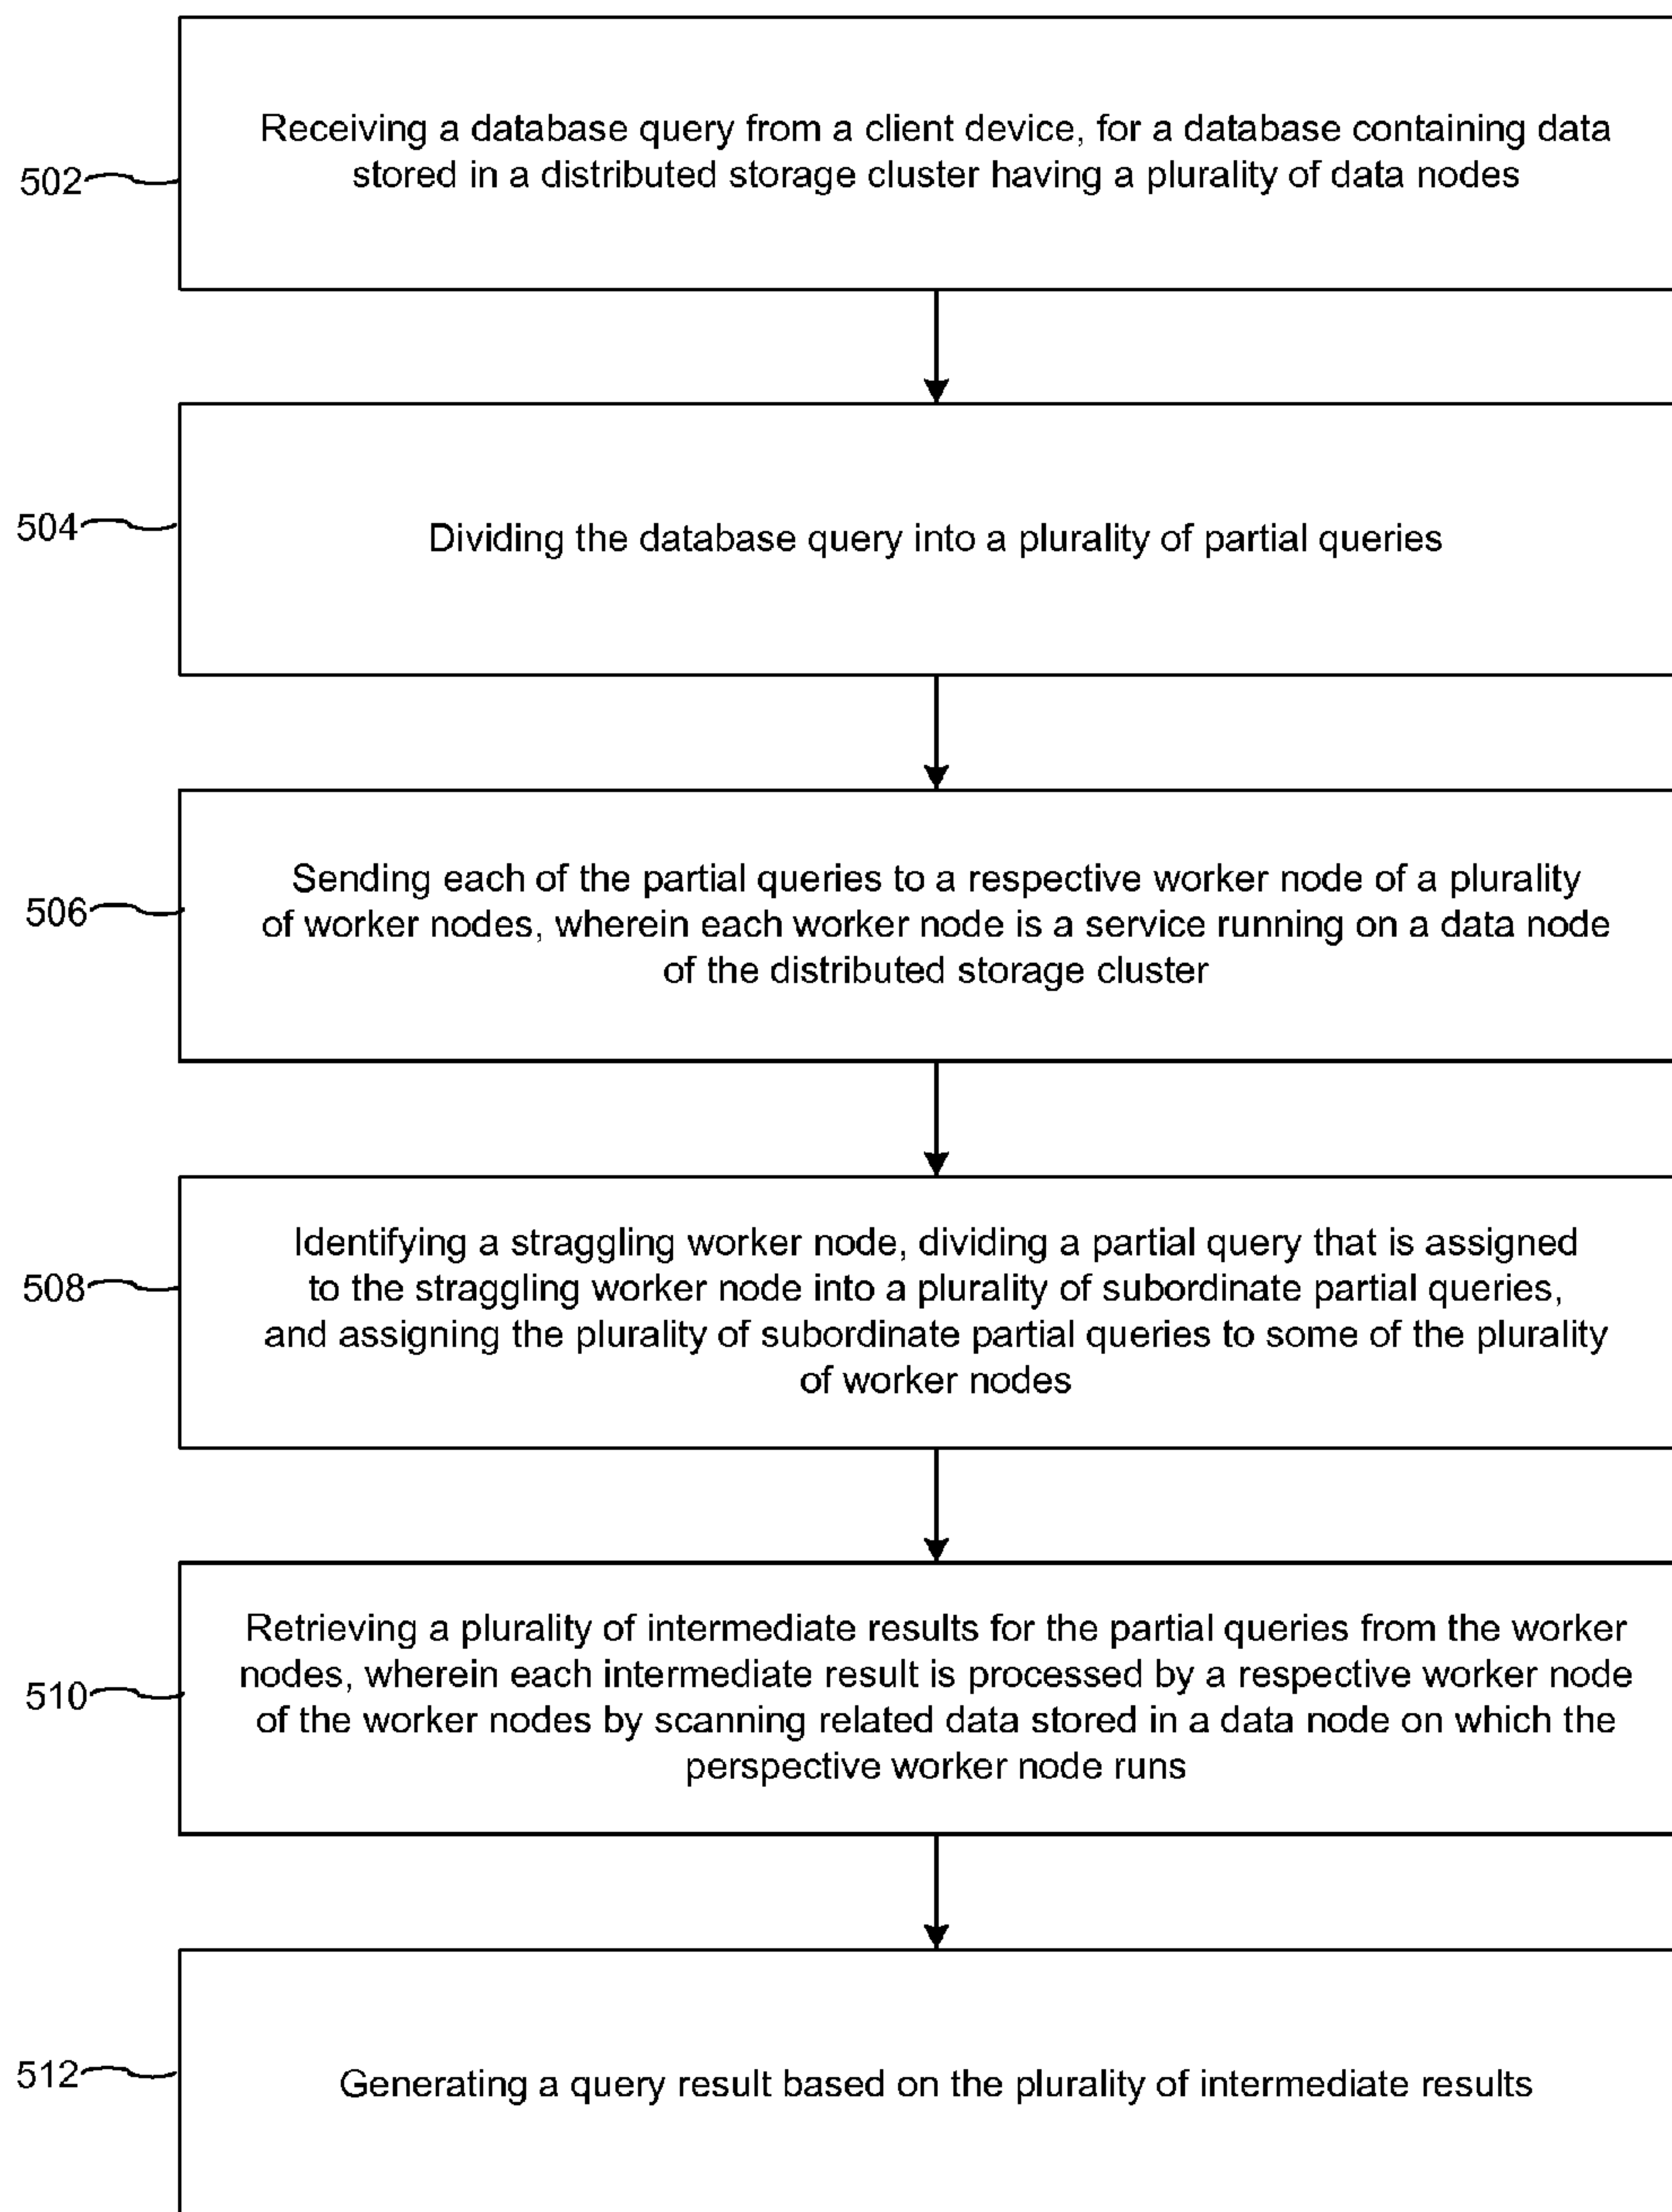 Receiving a database query from a client device, for a database containing data
stored in a distributed storage cluster having a plurality of data nodes
502
504
Dividing the database query into a plurality of partial queries
Sending each of the partial queries to a respective worker node of a plurality
of worker nodes, wherein each worker node is a service running on a data node
of the distributed storage cluster
506
Identifying a straggling worker node, dividing a partial query that is assigned
to the straggling worker node into a plurality of subordinate partial queries,
and assigning the plurality of subordinate partial queries to some of the plurality
of worker nodes
508
Retrieving a plurality of intermediate results for the partial queries from the worker
nodes, wherein each intermediate result is processed by a respective worker node
of the worker nodes by scanning related data stored in a data node on which the
perspective worker node runs
510
512
Generating a query result based on the plurality of intermediate results